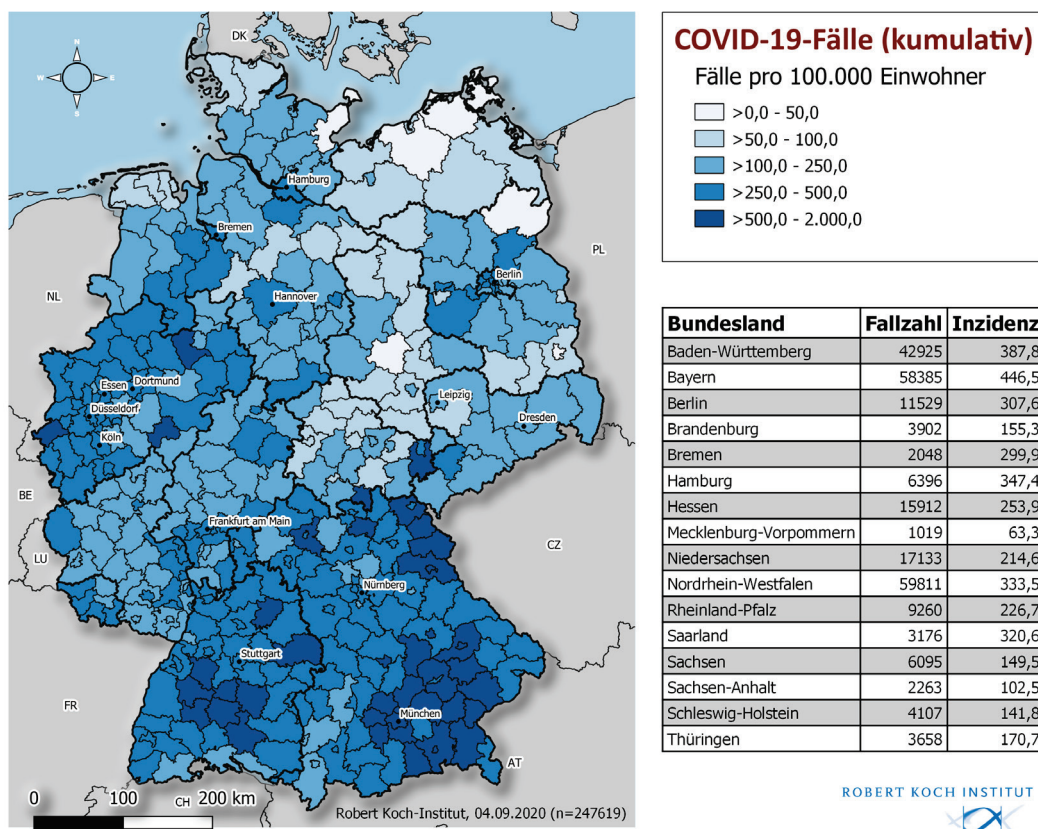 DK
N
W
E
S
Hamburg
Bremen
PL
Berlin
NL
Hannover
Essen
Dortmund
Düsseldorf
Leipzig
Dresden
Köln
BE
Frankfurt am Main
LU
CZ
Nürnberg
Stuttgart
FR
München
AT
CH
0 100 200 km
Robert Koch-Institut, 04.09.2020 (n=247619)
COVID-19-Fälle (kumulativ)
Fälle pro 100.000 Einwohner
>0,0 - 50,0
>50,0 - 100,0
>100,0 - 250,0
>250,0 - 500,0
>500,0 - 2.000,0
Bundesland Fallzahl Inzidenz
Baden-Württemberg 42925 387,8
Bayern 58385 446,5
Berlin 11529 307,6
Brandenburg 3902 155,3
Bremen 2048 299,9
Hamburg 6396 347,4
Hessen 15912 253,9
Mecklenburg-Vorpommern 1019 63,3
Niedersachsen 17133 214,6
Nordrhein-Westfalen 59811 333,5
Rheinland-Pfalz 9260 226,7
Saarland 3176 320,6
Sachsen 6095 149,5
Sachsen-Anhalt 2263 102,5
Schleswig-Holstein 4107 141,8
Thüringen 3658 170,7
ROBERT KOCH INSTITUT